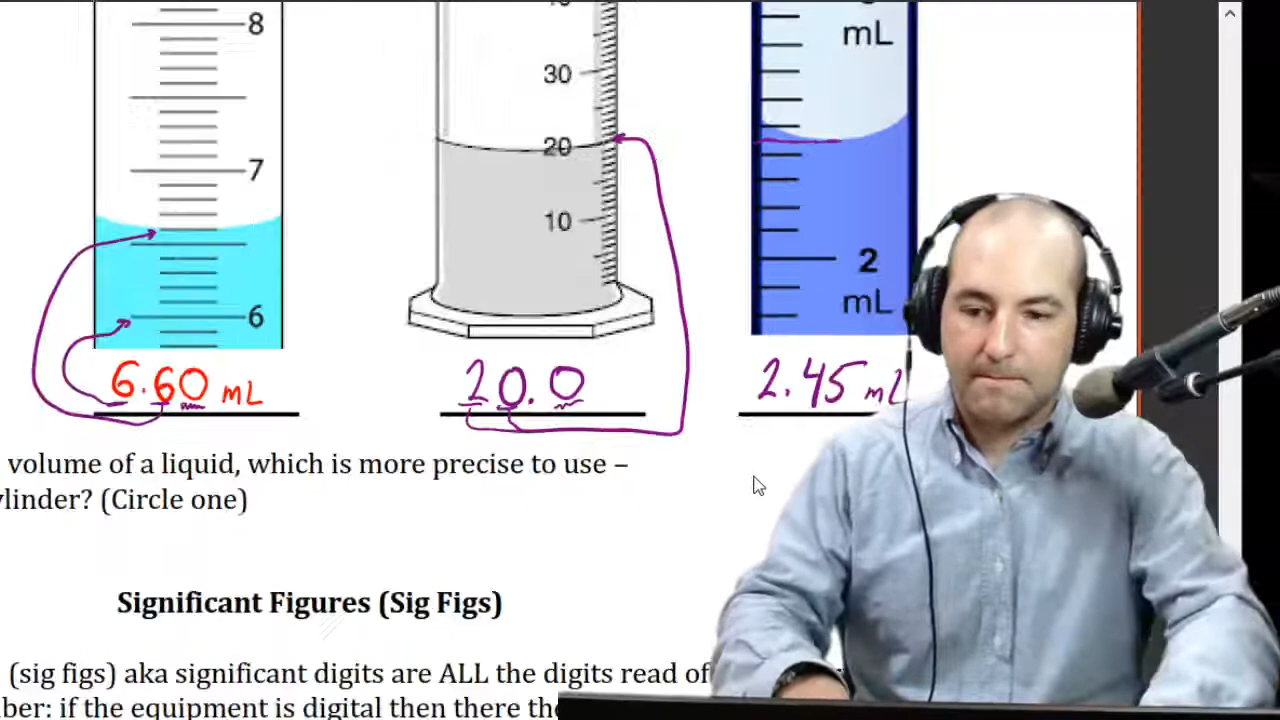 8
7
6
6.60 mL
30
20
10
20.0
mL
2
mL
2.45 mL
volume of a liquid, which is more precise to use –
linder? (Circle one)
Significant Figures (Sig Figs)
(sig figs) aka significant digits are ALL the digits read of
ber: if the equipment is digital then there the